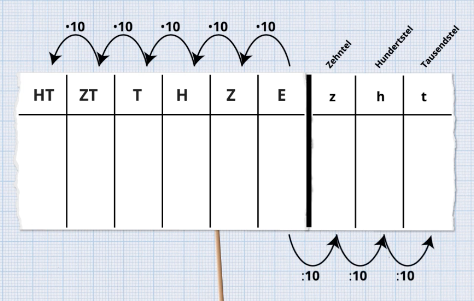 ·10 ·10 ·10 ·10 ·10
Zehntel
Hundertstel
Tausendstel
HT ZT T H Z E z h t
:10 :10 :10